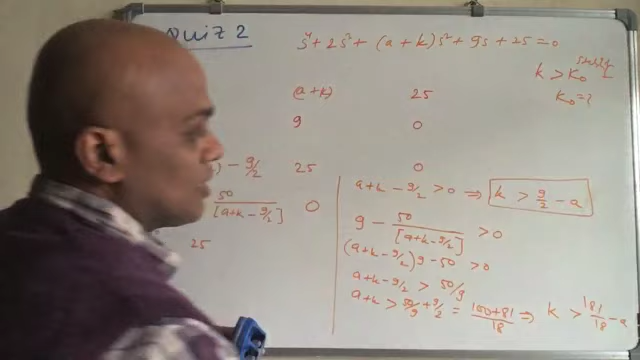 Quiz 2
s⁴ + 2s³ + (a + k)s² + 9s + 25 = 0
k > K₀
K₀ = ?
(a+k) 25
9 0
) - 9/2 25 0
50/[a+k-9/2] 0
25
a+k - 9/2 > 0 ⇒ k > 9/2 - a
9 - 50/[a+k-9/2] > 0
(a+k-9/2)9 - 50 > 0
a+k-9/2 > 50/9
a+k > 50/9 + 9/2 = 100+81/18 ⇒ k > 181/18 - a